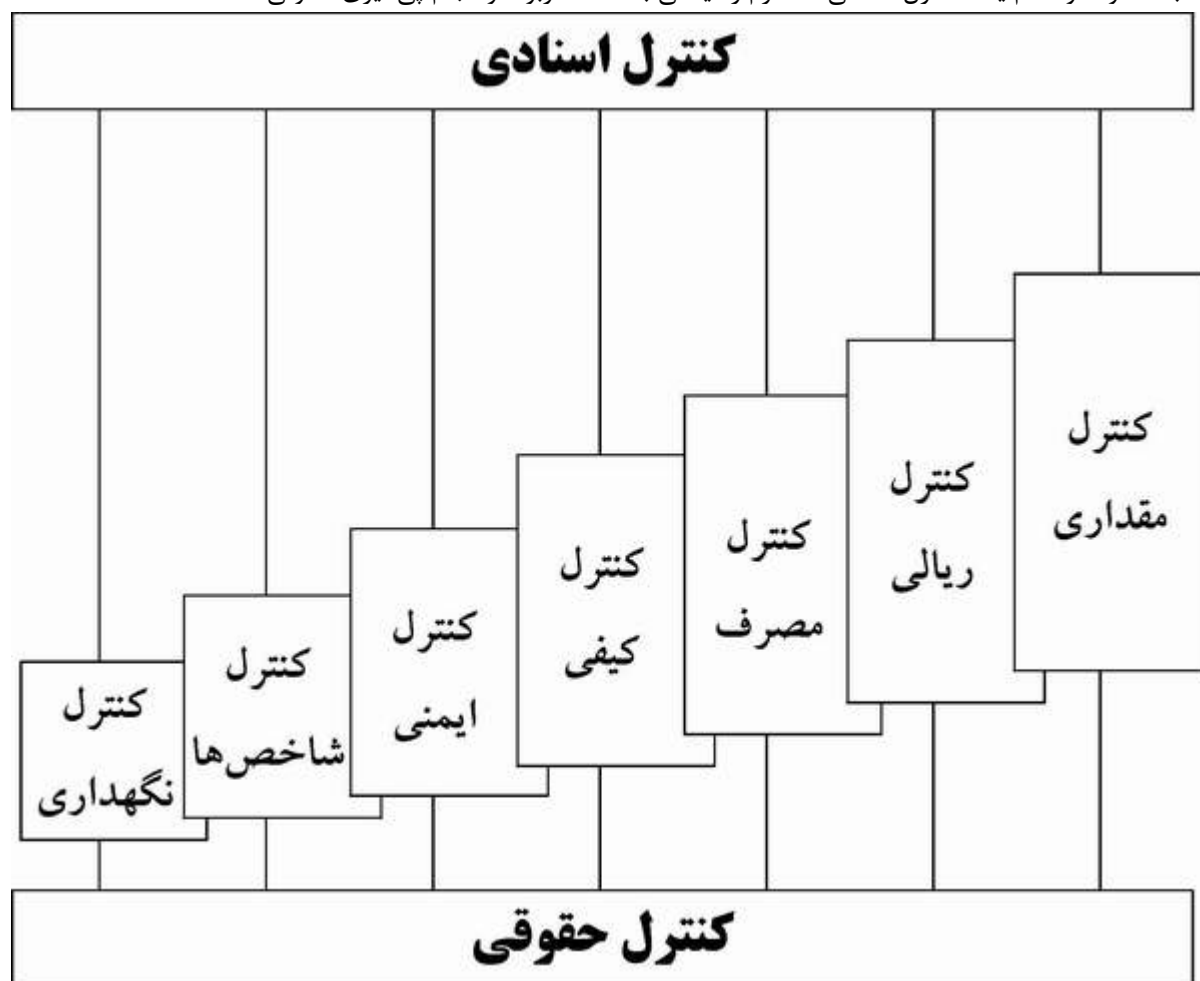 کنترل اسنادی
کنترل
مقداری
کنترل
ریالی
کنترل
مصرف
کنترل
کیفی
کنترل
ایمنی
کنترل
شاخص‌ها
کنترل
نگهداری
کنترل حقوقی